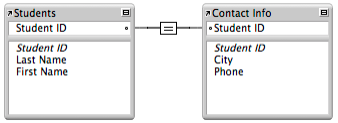 Students
Student ID
Student ID
Last Name
First Name
=
Contact Info
Student ID
Student ID
City
Phone